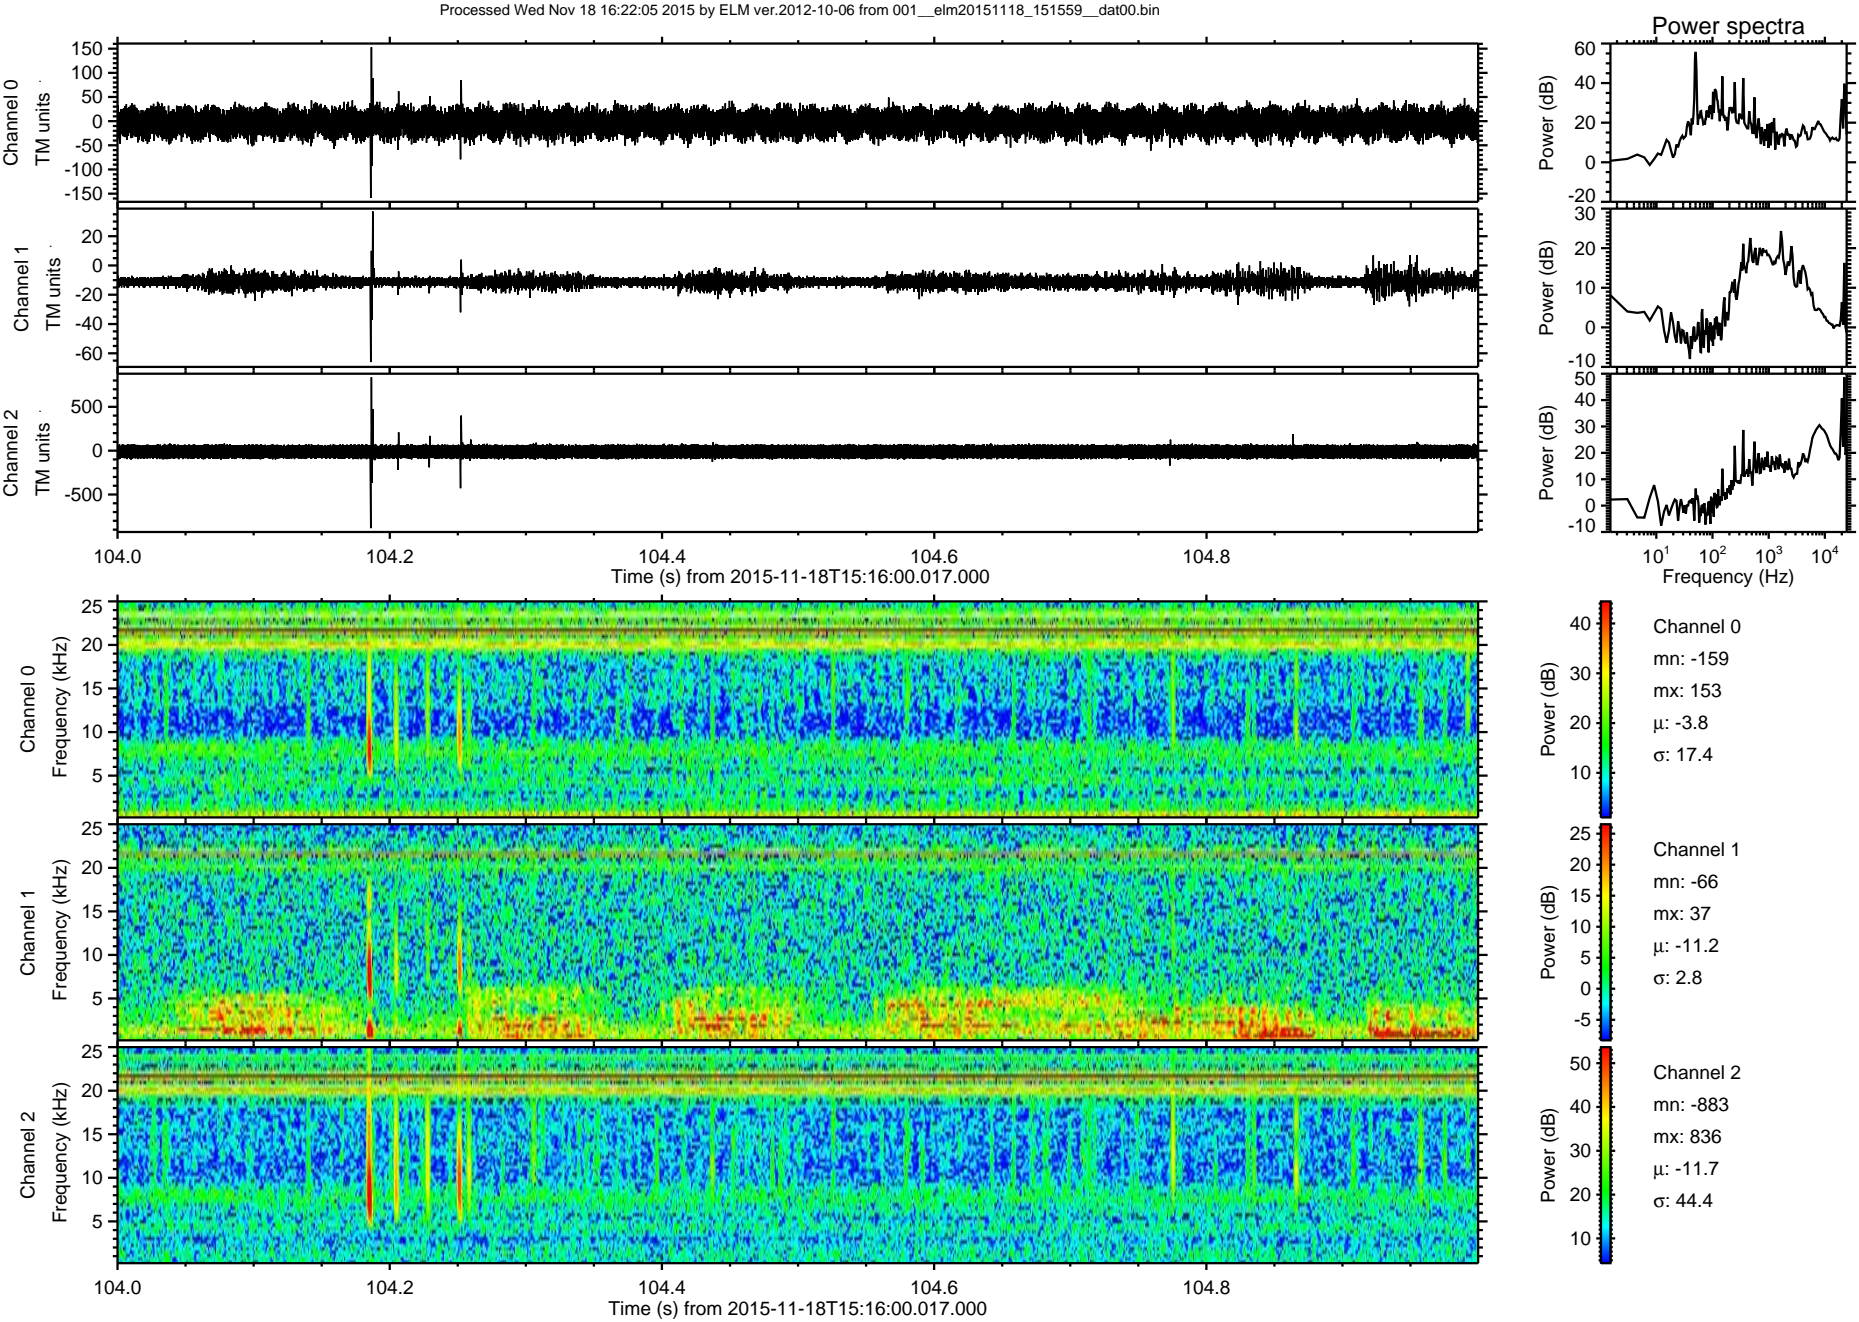 Processed Wed Nov 18 16:22:05 2015 by ELM ver.2012-10-06 from 001__elm20151118_151559__dat00.bin
Power spectra
Channel 0
TM units
150
100
50
0
-50
-100
-150
Power (dB)
60
40
20
0
-20
Channel 1
TM units
20
0
-20
-40
-60
Power (dB)
30
20
10
0
-10
Channel 2
TM units
500
0
-500
Power (dB)
50
40
30
20
10
0
-10
104.0 104.2 104.4 104.6 104.8
Time (s) from 2015-11-18T15:16:00.017.000
10^1 10^2 10^3 10^4
Frequency (Hz)
Channel 0
Frequency (kHz)
25
20
15
10
5
Power (dB)
40
30
20
10
Channel 0
mn: -159
mx: 153
μ: -3.8
σ: 17.4
Channel 1
Frequency (kHz)
25
20
15
10
5
Power (dB)
25
20
15
10
5
0
-5
Channel 1
mn: -66
mx: 37
μ: -11.2
σ: 2.8
Channel 2
Frequency (kHz)
25
20
15
10
5
Power (dB)
50
40
30
20
10
Channel 2
mn: -883
mx: 836
μ: -11.7
σ: 44.4
104.0 104.2 104.4 104.6 104.8
Time (s) from 2015-11-18T15:16:00.017.000